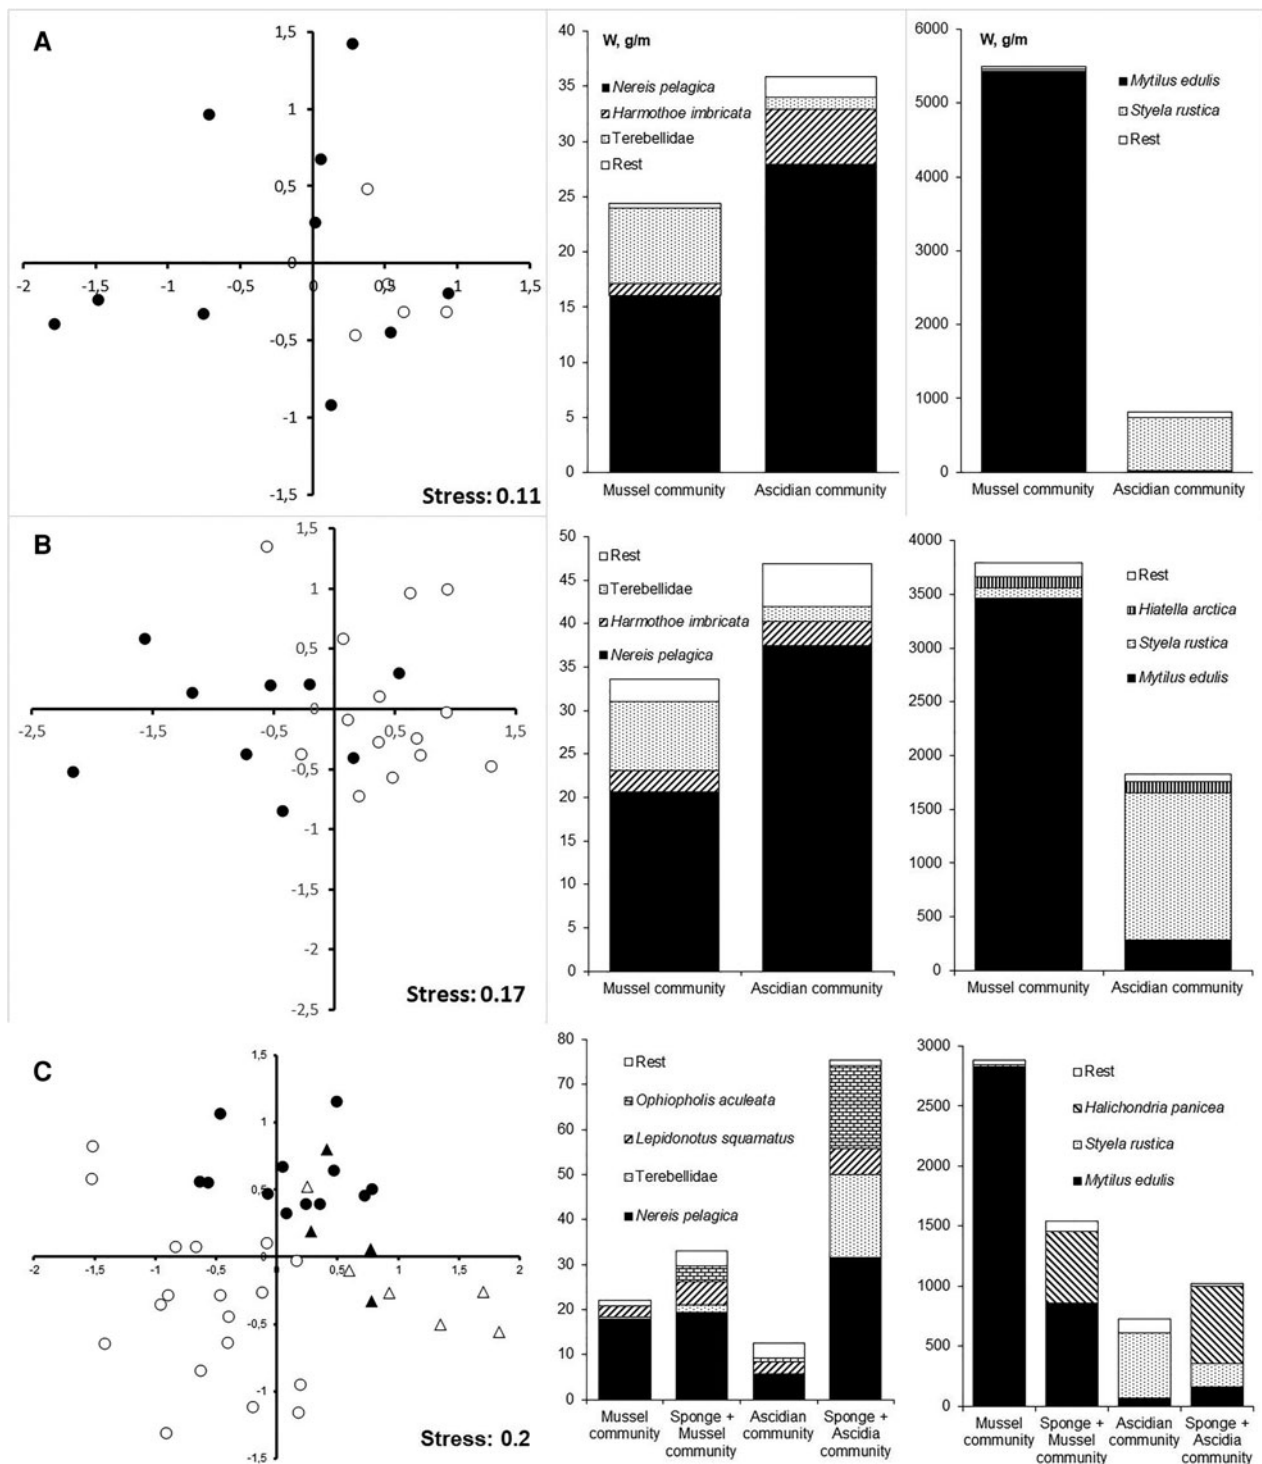 A
1,5
1
0,5
0
-2
-1,5
-1
-0,5
0
0,5
1
1,5
-0,5
-1
-1,5
Stress: 0.11
40
35
30
25
20
15
10
5
0
W, g/m
Nereis pelagica
Harmothoe imbricata
Terebellidae
Rest
Mussel community
Ascidian community
6000
5000
4000
3000
2000
1000
0
W, g/m
Mytilus edulis
Styela rustica
Rest
Mussel community
Ascidian community
B
1,5
1
0,5
0
-2,5
-1,5
-0,5
0,5
1,5
-0,5
-1
-1,5
-2
-2,5
Stress: 0.17
50
45
40
35
30
25
20
15
10
5
0
Rest
Terebellidae
Harmothoe imbricata
Nereis pelagica
Mussel community
Ascidian community
4000
3500
3000
2500
2000
1500
1000
500
0
Rest
Hiatella arctica
Styela rustica
Mytilus edulis
Mussel community
Ascidian community
C
1,5
1
0,5
0
-2
-1,5
-1
-0,5
0
0,5
1
1,5
2
-0,5
-1
-1,5
Stress: 0.2
80
70
60
50
40
30
20
10
0
Rest
Ophiopholis aculeata
Lepidonotus squamatus
Terebellidae
Nereis pelagica
Mussel
community
Sponge +
Mussel
community
Ascidian
community
Sponge +
Ascidia
community
3000
2500
2000
1500
1000
500
0
Rest
Halichondria panicea
Styela rustica
Mytilus edulis
Mussel
community
Sponge +
Mussel
community
Ascidian
community
Sponge +
Ascidia
community